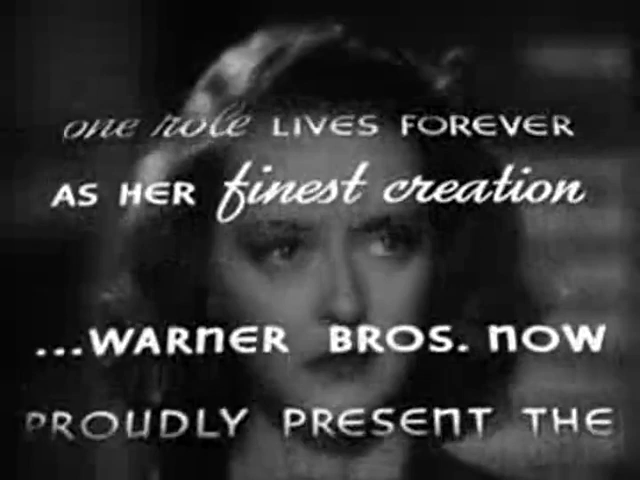 one role LIVES FOREVER
AS HER finest creation
...WARNER BROS. NOW
PROUDLY PRESENT THE